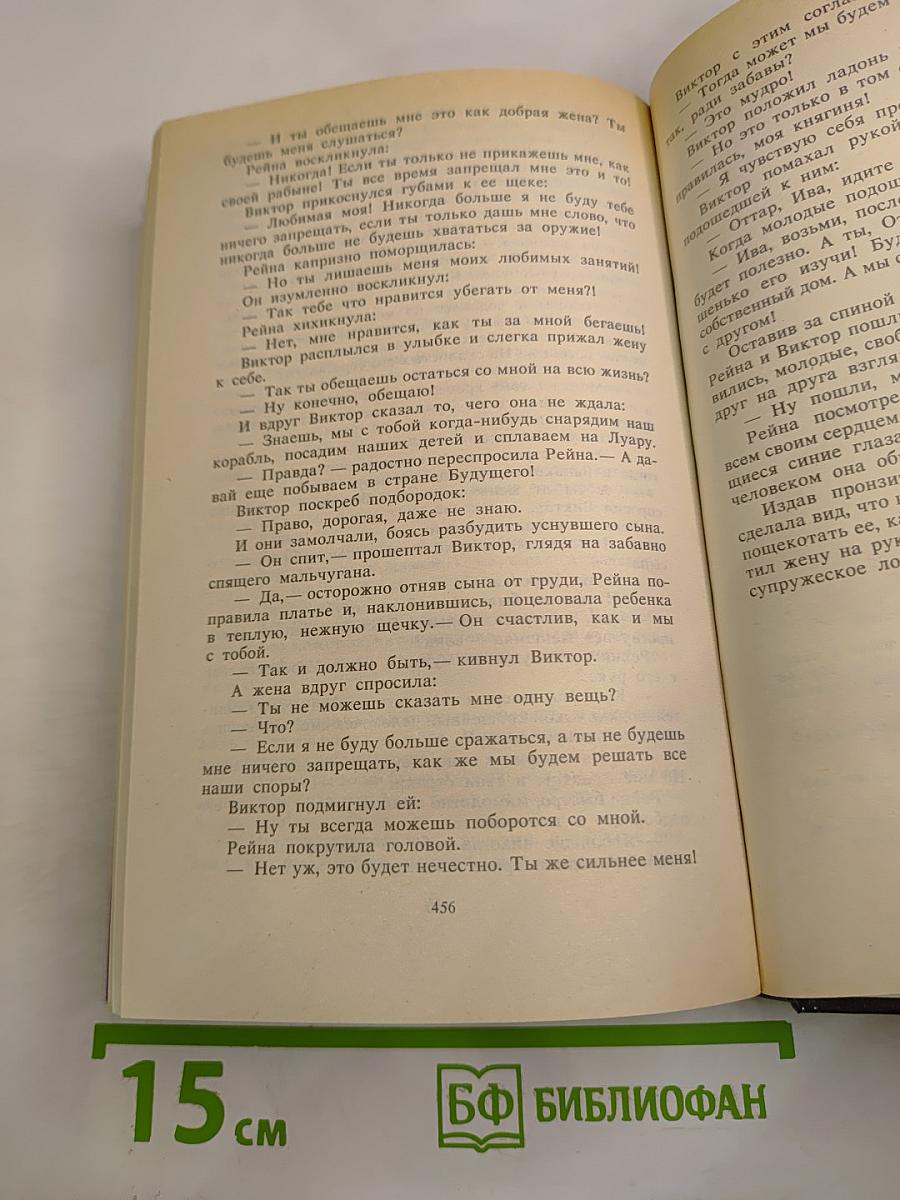 — И ты обещаешь мне это как добрая жена? Ты
будешь меня слушаться?
Рейна воскликнула:
— Никогда! Если ты только не прикажешь мне, как
своей рабыне! Ты все время запрещал мне это и то!
Виктор прикоснулся губами к ее щеке:
— Любимая моя! Никогда больше я не буду тебе
ничего запрещать, если ты только дашь мне слово, что
никогда больше не будешь хвататься за оружие!
Рейна капризно поморщилась:
— Но ты лишаешь меня моих любимых занятий!
Он изумленно воскликнул:
— Так тебе что нравится убегать от меня?!
Рейна хихикнула:
— Нет, мне нравится, как ты за мной бегаешь!
Виктор расплылся в улыбке и слегка прижал жену
к себе.
— Так ты обещаешь остаться со мной на всю жизнь?
— Ну конечно, обещаю!
И вдруг Виктор сказал то, чего она не ждала:
— Знаешь, мы с тобой когда-нибудь снарядим наш
корабль, посадим наших детей и сплаваем на Луару.
— Правда? — радостно переспросила Рейна.— А да-
вай еще побываем в стране Будущего!
Виктор поскреб подбородок:
— Право, дорогая, даже не знаю.
И они замолчали, боясь разбудить уснувшего сына.
— Он спит,— прошептал Виктор, глядя на забавно
спящего мальчугана.
— Да,— осторожно отняв сына от груди, Рейна по-
правила платье и, наклонившись, поцеловала ребенка
в теплую, нежную щечку.— Он счастлив, как и мы
с тобой.
— Так и должно быть,— кивнул Виктор.
А жена вдруг спросила:
— Ты не можешь сказать мне одну вещь?
— Что?
— Если я не буду больше сражаться, а ты не будешь
мне ничего запрещать, как же мы будем решать все
наши споры?
Виктор подмигнул ей:
— Ну ты всегда можешь поборотся со мной.
Рейна покрутила головой.
— Нет уж, это будет нечестно. Ты же сильнее меня!
456
Виктор с этим
— Тогда может мы будем
так, ради забавы?
— Это мудро!
Виктор положил ладонь
— Но это только в том
правилась, моя княгиня!
— Я чувствую себя
Виктор помахал рукой
подошедшей к ним:
— Оттар, Ива, идите
Когда молодые
— Ива, возьми,
будет полезно. А ты,
шенько его изучи!
собственный дом. А мы
с другом!
Оставив за спиной
Рейна и Виктор
вились, молодые,
друг на друга
— Ну пошли,
Рейна
всем своим сердцем
щиеся синие
человеком она
Издав
сделала вид, что
пощекотать ее,
тил жену на
супружеское
15 см
БФ БИБЛИОФАН